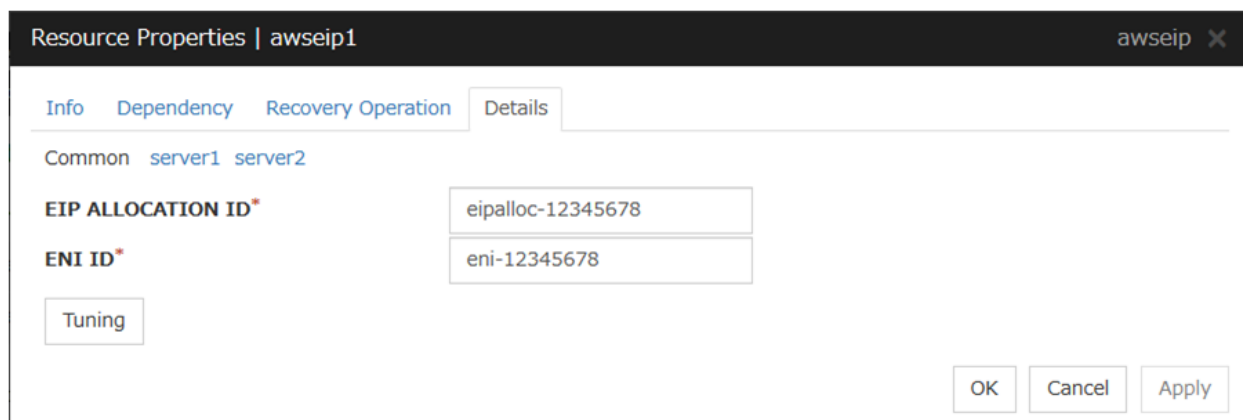 Resource Properties | awseip1 awseip ×
Info Dependency Recovery Operation Details
Common server1 server2
EIP ALLOCATION ID* eipalloc-12345678
ENI ID* eni-12345678
Tuning
OK Cancel Apply